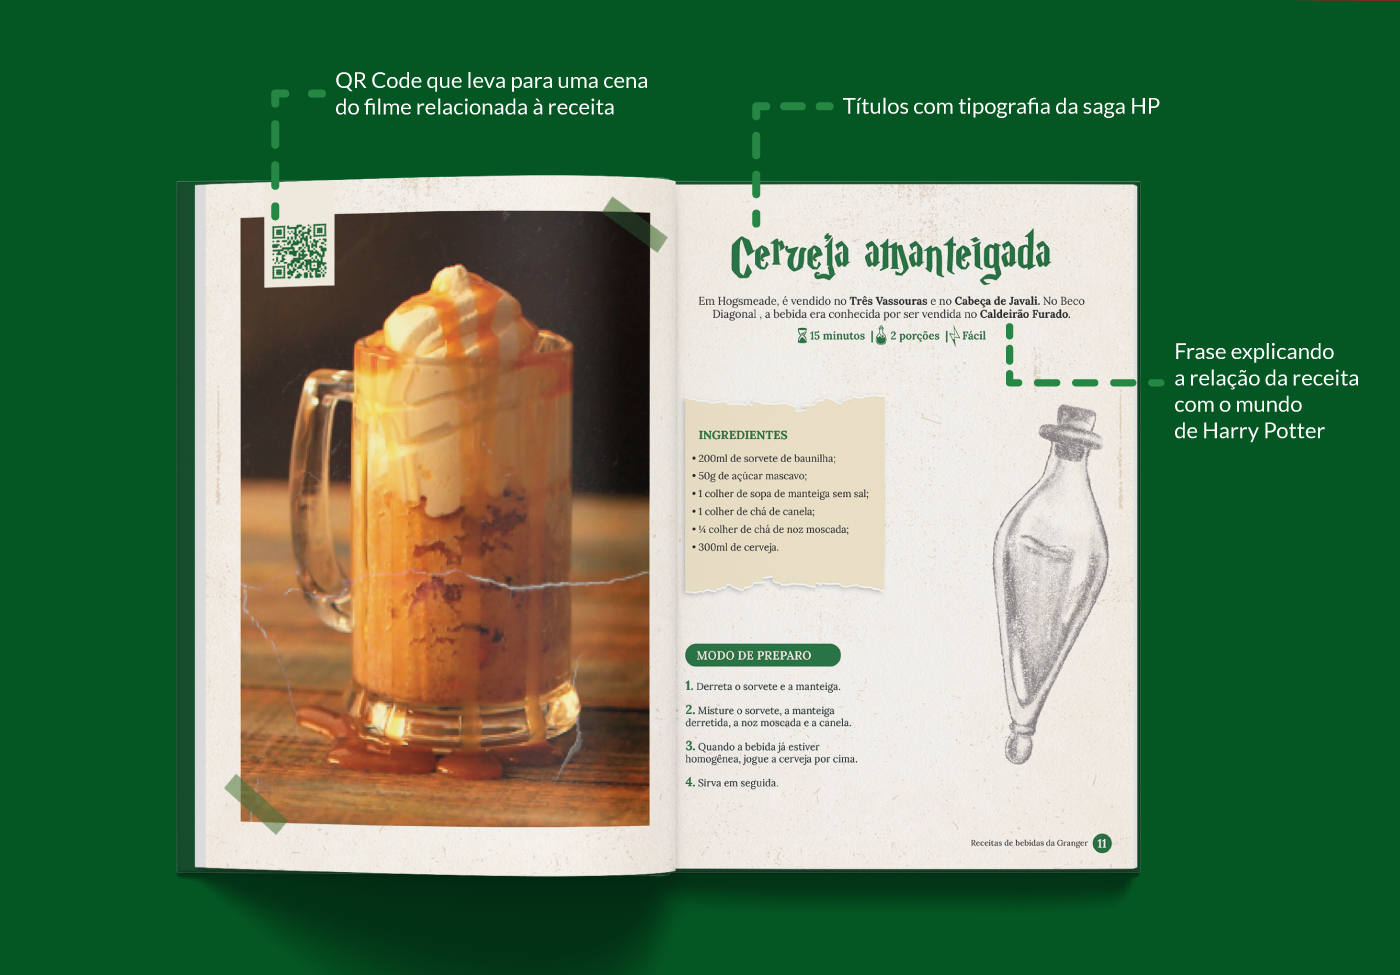 QR Code que leva para uma cena
do filme relacionada à receita
Títulos com tipografia da saga HP
Cerveja amanteigada
Em Hogsmeade, é vendido no Três Vassouras e no Cabeça de Javali. No Beco
Diagonal , a bebida era conhecida por ser vendida no Caldeirão Furado.
15 minutos | 2 porções | Fácil
Frase explicando
a relação da receita
com o mundo
de Harry Potter
INGREDIENTES
• 200ml de sorvete de baunilha;
• 50g de açúcar mascavo;
• 1 colher de sopa de manteiga sem sal;
• 1 colher de chá de canela;
• ¼ colher de chá de noz moscada;
• 300ml de cerveja.
MODO DE PREPARO
1. Derreta o sorvete e a manteiga.
2. Misture o sorvete, a manteiga
derretida, a noz moscada e a canela.
3. Quando a bebida já estiver
homogênea, jogue a cerveja por cima.
4. Sirva em seguida.
Receitas de bebidas da Granger 11